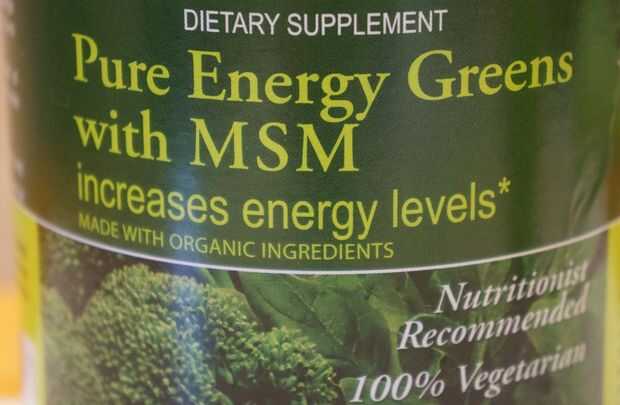 DIETARY SUPPLEMENT
Pure Energy Greens
with MSM
increases energy levels*
MADE WITH ORGANIC INGREDIENTS
Nutritionist
Recommended
100% Vegetarian